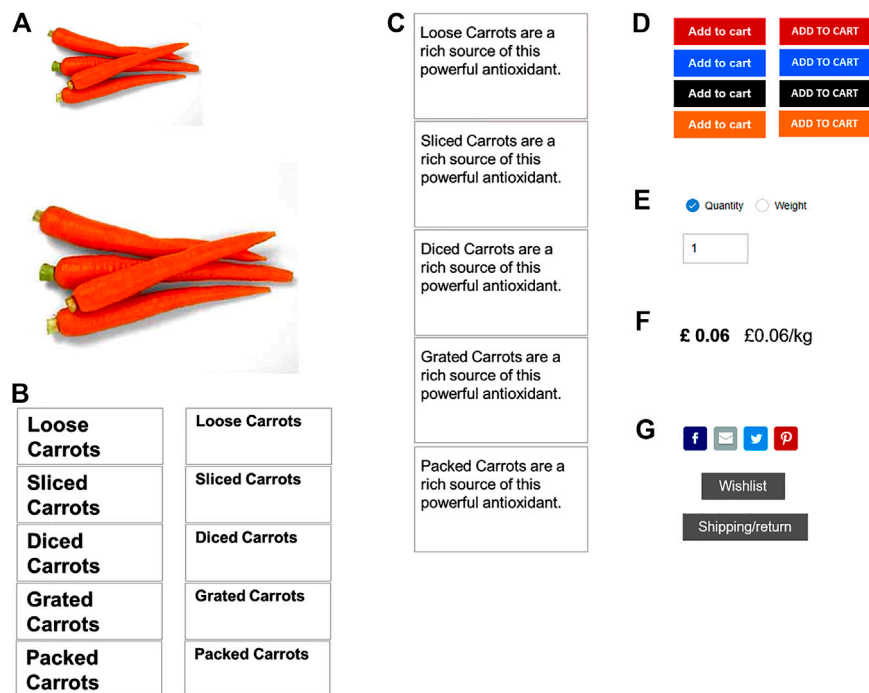 A
B
Loose
Carrots
Sliced
Carrots
Diced
Carrots
Grated
Carrots
Packed
Carrots
Loose Carrots
Sliced Carrots
Diced Carrots
Grated Carrots
Packed Carrots
C
Loose Carrots are a
rich source of this
powerful antioxidant.
Sliced Carrots are a
rich source of this
powerful antioxidant.
Diced Carrots are a
rich source of this
powerful antioxidant.
Grated Carrots are a
rich source of this
powerful antioxidant.
Packed Carrots are a
rich source of this
powerful antioxidant.
D
Add to cart ADD TO CART
Add to cart ADD TO CART
Add to cart ADD TO CART
Add to cart ADD TO CART
E
Quantity Weight
1
F
£ 0.06 £0.06/kg
G
Wishlist
Shipping/return